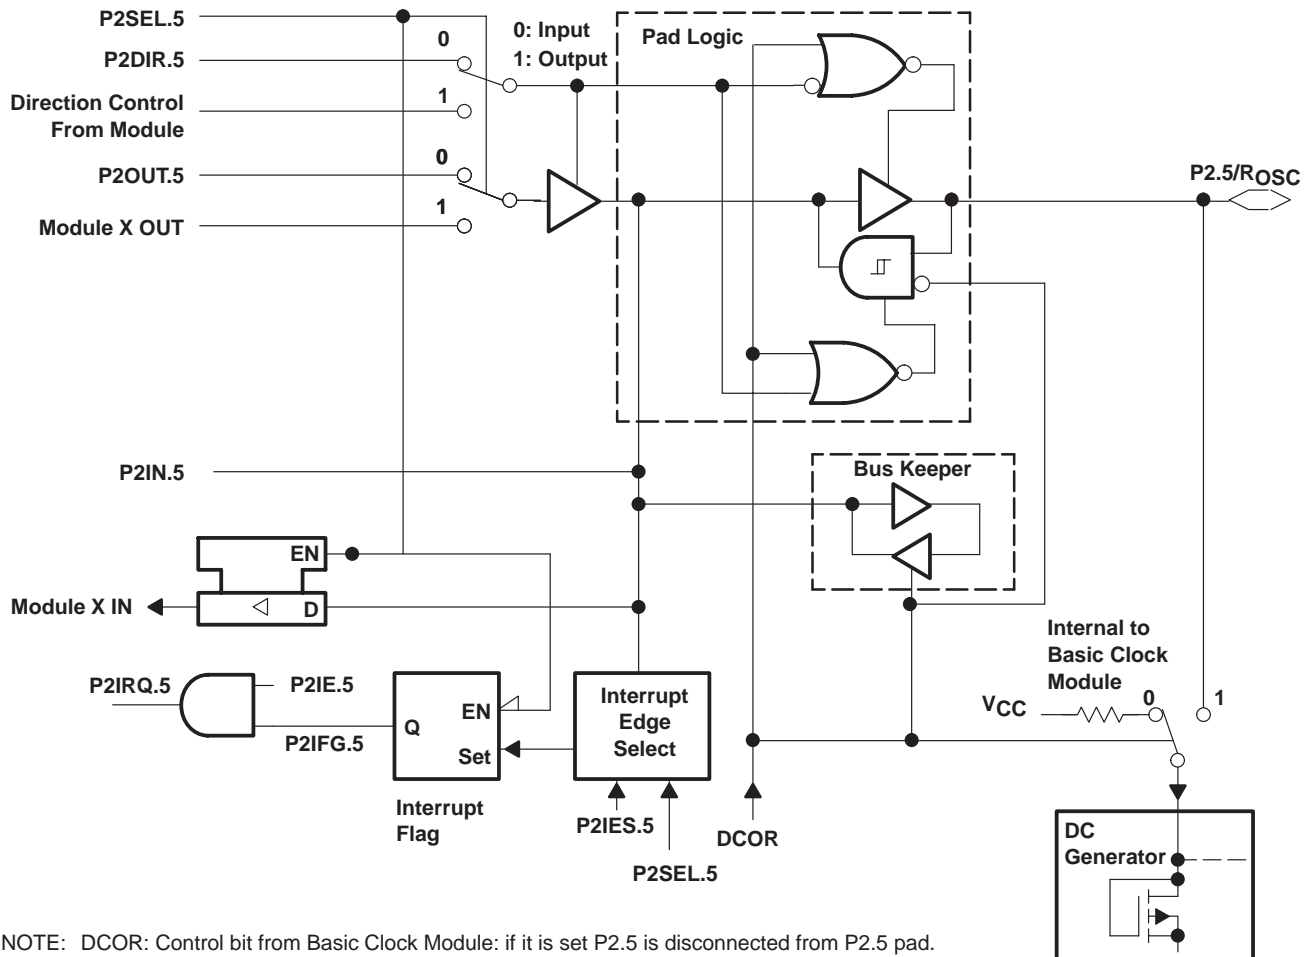 P2SEL.5
0: Input
1: Output
Pad Logic
0
P2DIR.5
1
Direction Control
From Module
0
P2OUT.5
P2.5/ROSC
1
Module X OUT
P2IN.5
Bus Keeper
EN
Module X IN
D
Internal to
Basic Clock
Module
P2IRQ.5
P2IE.5
P2IFG.5
Q
EN
Set
Interrupt
Edge
Select
VCC
0
1
Interrupt
Flag
P2IES.5
P2SEL.5
DCOR
DC
Generator
NOTE: DCOR: Control bit from Basic Clock Module: if it is set P2.5 is disconnected from P2.5 pad.